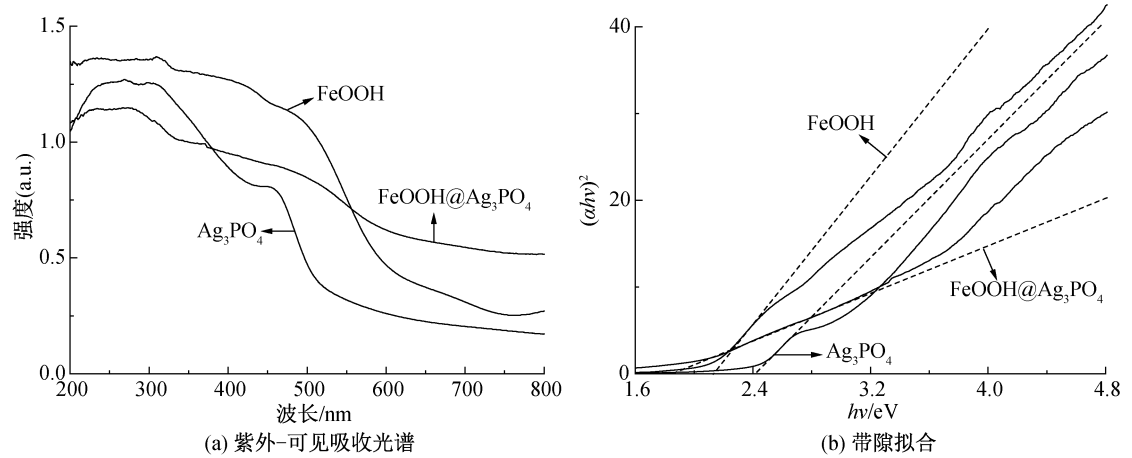 1.5
1.0
0.5
0.0
强度(a.u.)
FeOOH
FeOOH@Ag₃PO₄
Ag₃PO₄
200 300 400 500 600 700 800
波长/nm
(a) 紫外-可见吸收光谱
40
20
0
(αhν)²
FeOOH
FeOOH@Ag₃PO₄
Ag₃PO₄
1.6 2.4 3.2 4.0 4.8
hν/eV
(b) 带隙拟合